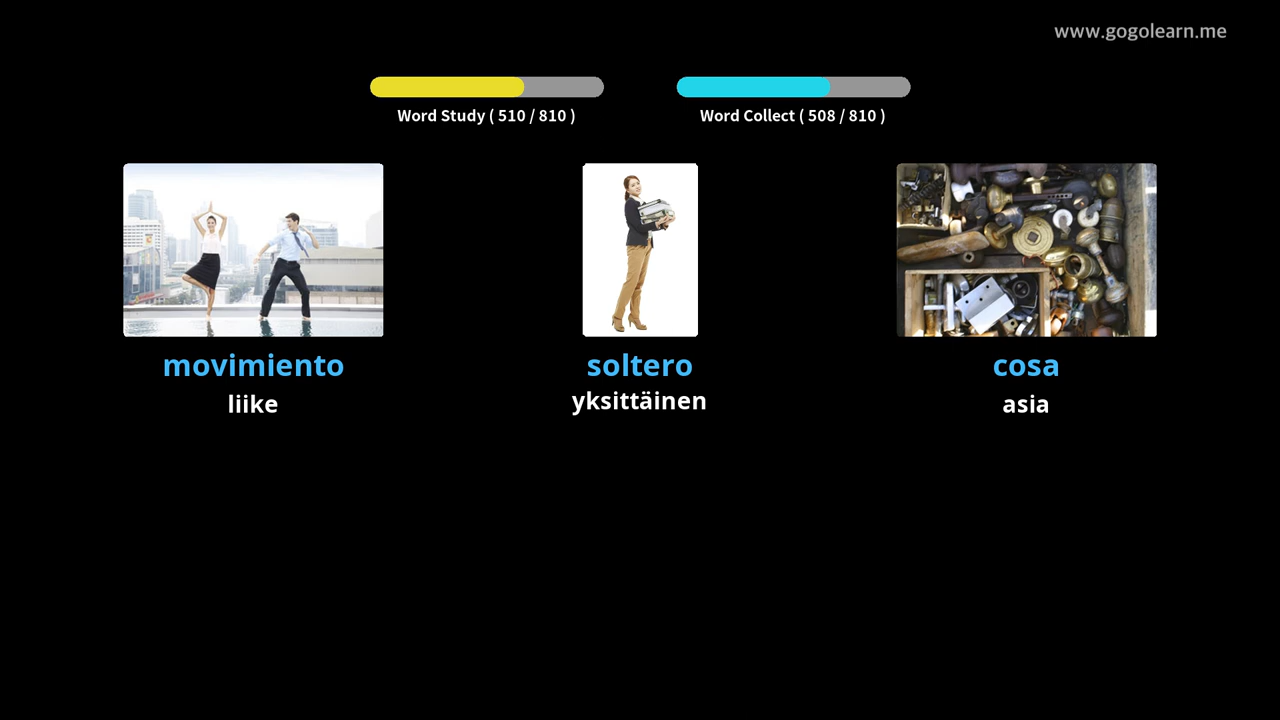 www.gogolearn.me
Word Study ( 510 / 810 )
Word Collect ( 508 / 810 )
movimiento
liike
soltero
yksittäinen
cosa
asia